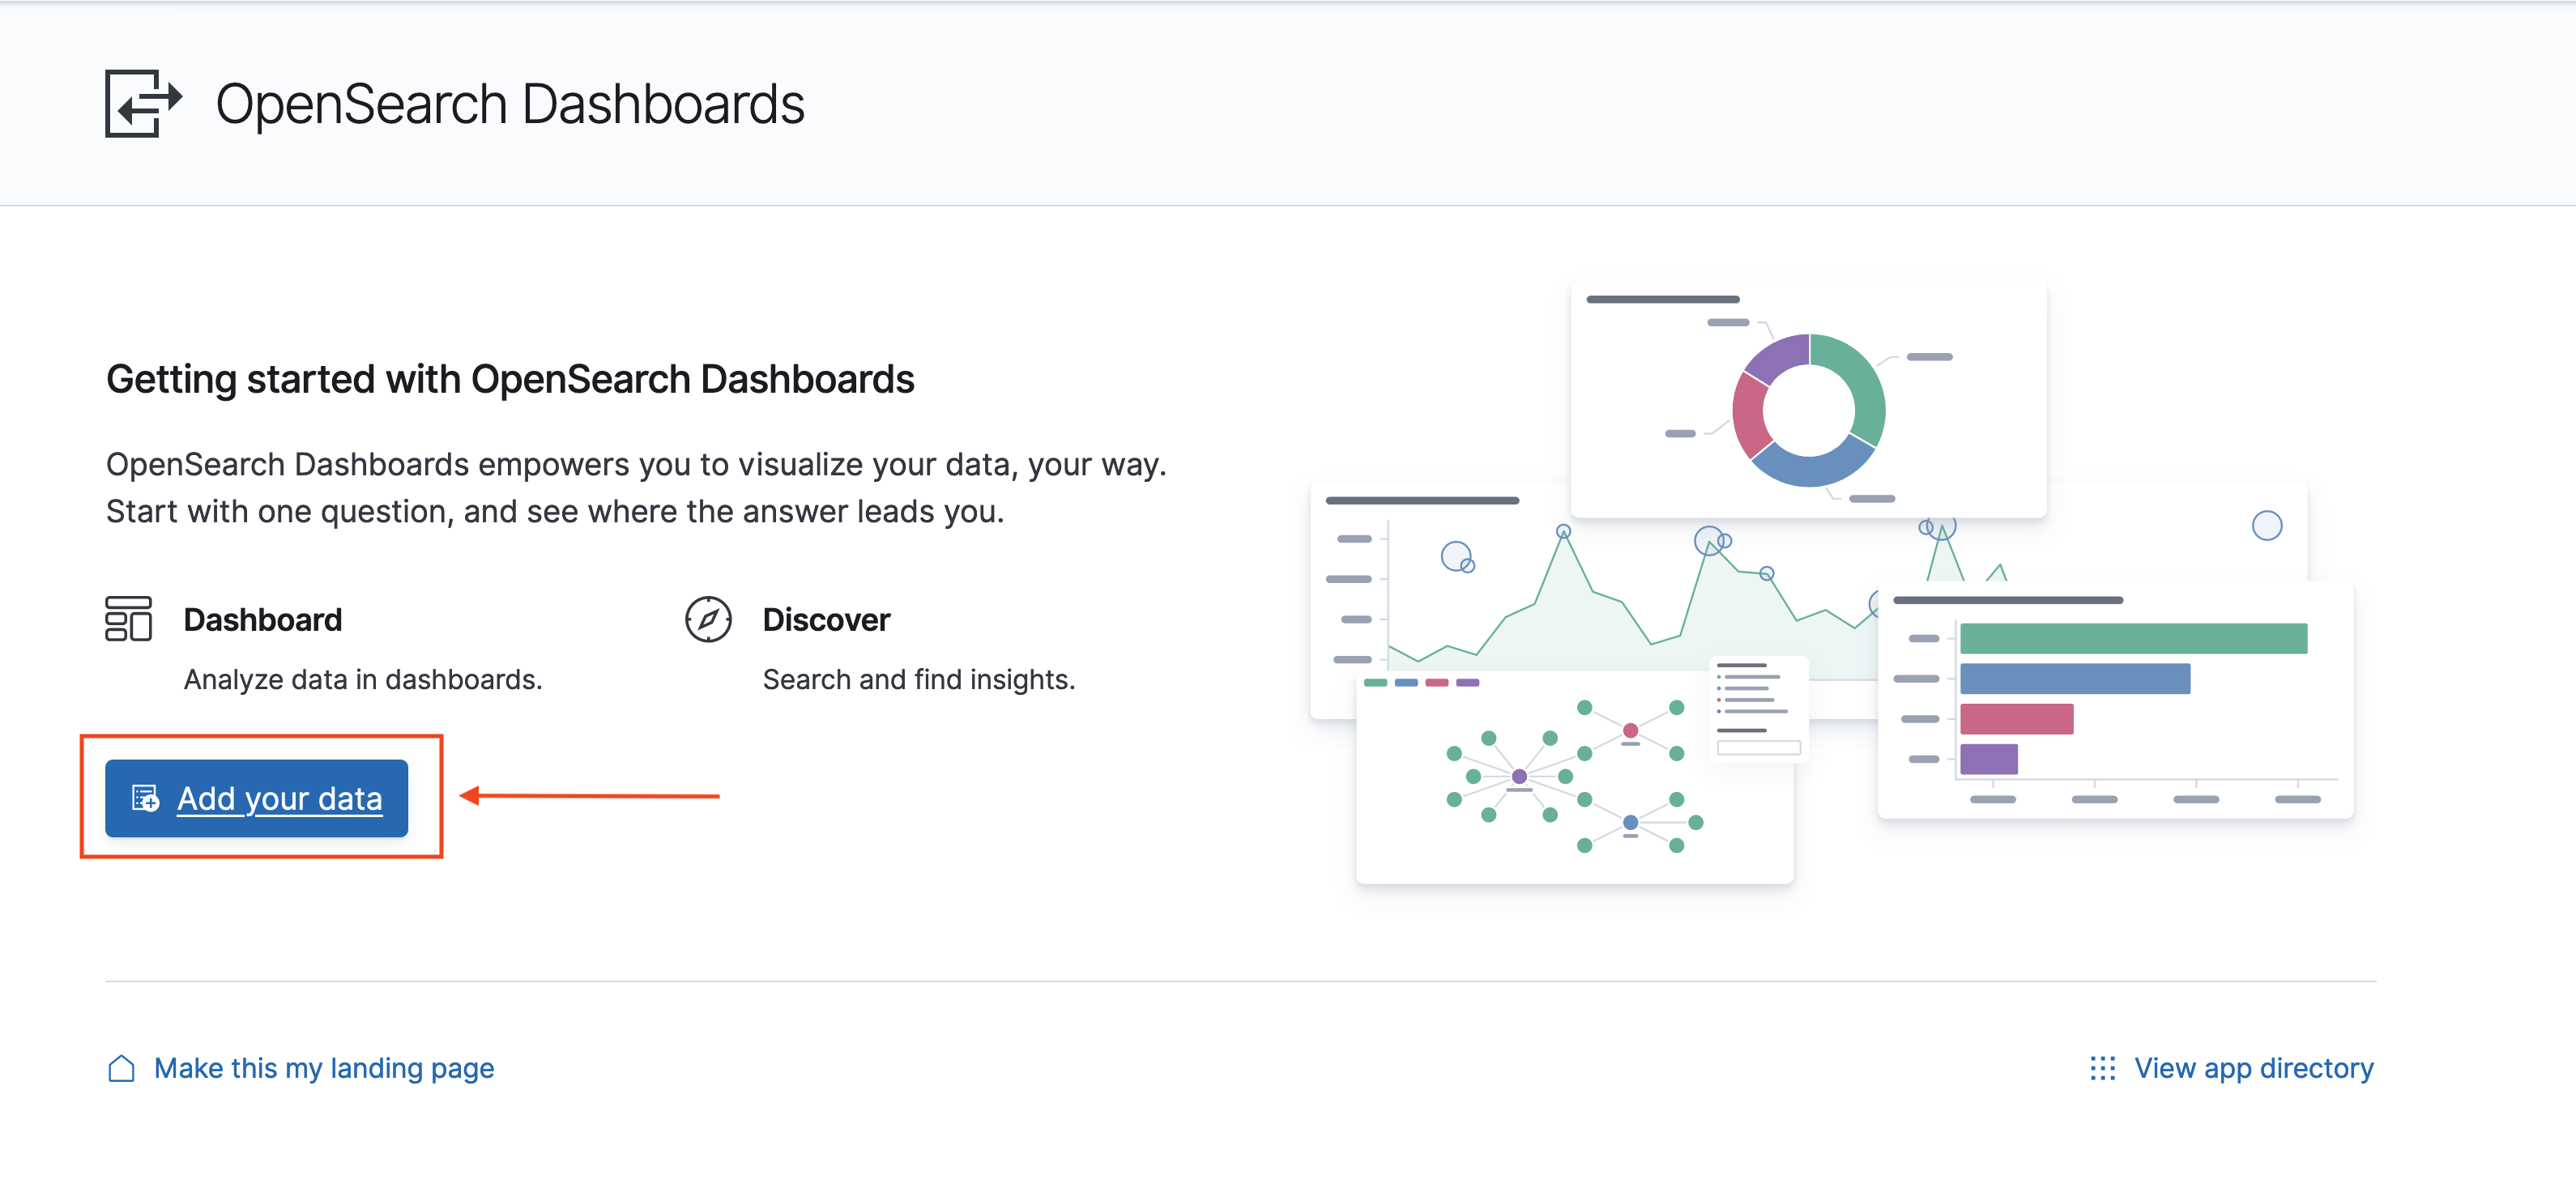 OpenSearch Dashboards
Getting started with OpenSearch Dashboards
OpenSearch Dashboards empowers you to visualize your data, your way.
Start with one question, and see where the answer leads you.
Dashboard
Analyze data in dashboards.
Discover
Search and find insights.
Add your data
Make this my landing page
View app directory